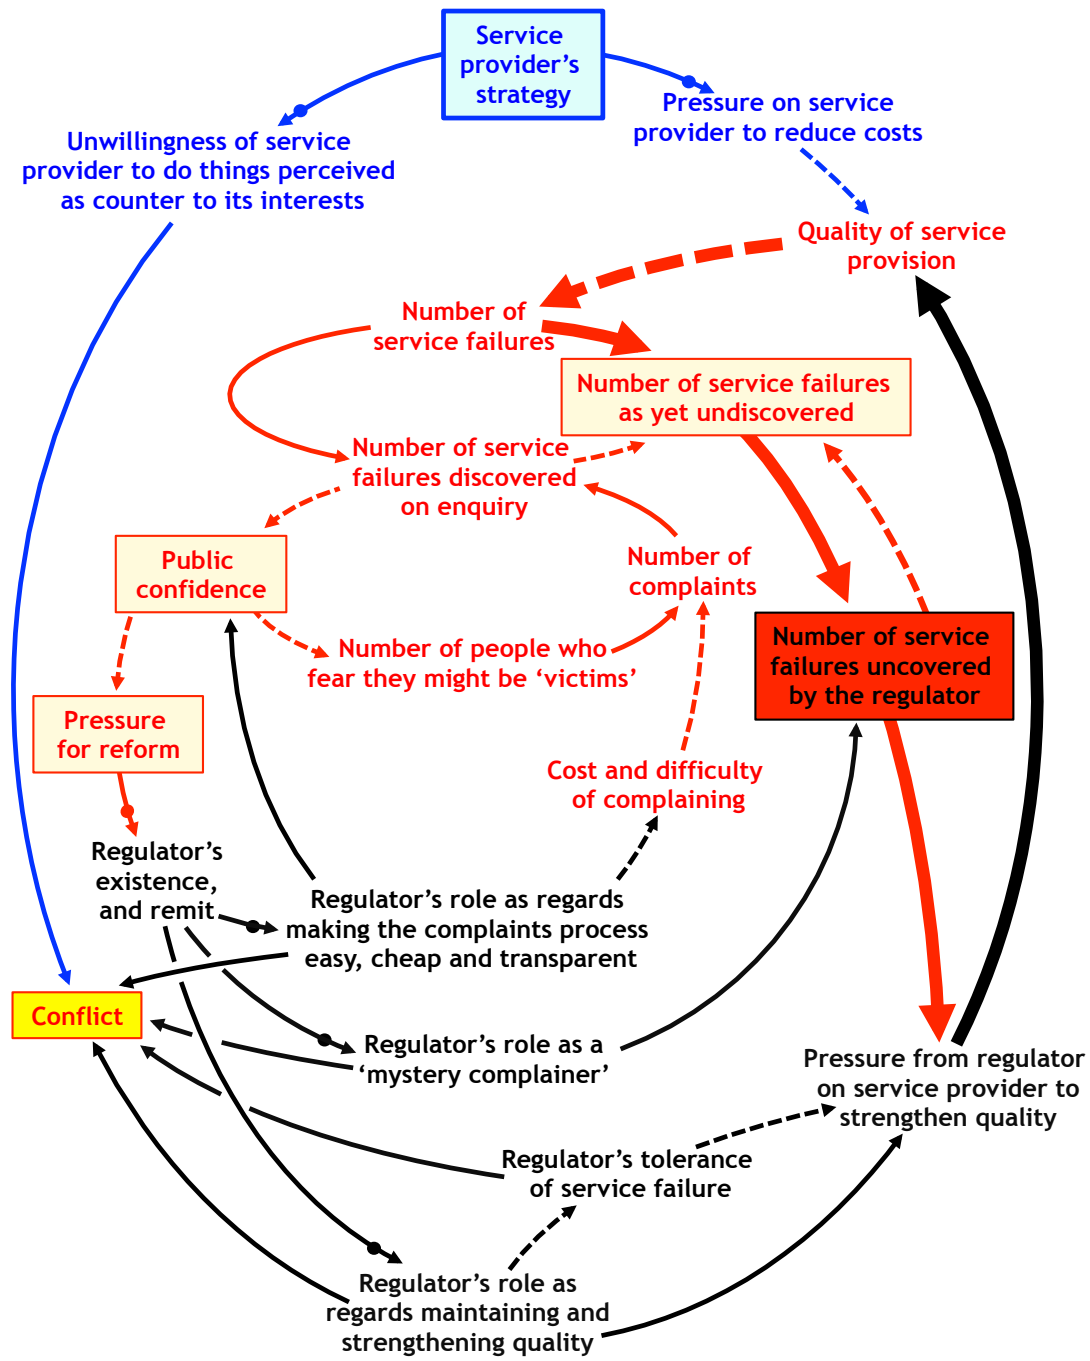 Service
provider’s
strategy
Pressure on service
provider to reduce costs
Unwillingness of service
provider to do things perceived
as counter to its interests
Quality of service
provision
Number of
service failures
Number of service failures
as yet undiscovered
Number of service
failures discovered
on enquiry
Public
confidence
Number of
complaints
Number of people who
fear they might be ‘victims’
Number of service
failures uncovered
by the regulator
Pressure
for reform
Cost and difficulty
of complaining
Regulator’s
existence,
and remit
Regulator’s role as regards
making the complaints process
easy, cheap and transparent
Conflict
Regulator’s role as a
‘mystery complainer’
Pressure from regulator
on service provider to
strengthen quality
Regulator’s tolerance
of service failure
Regulator’s role as
regards maintaining and
strengthening quality